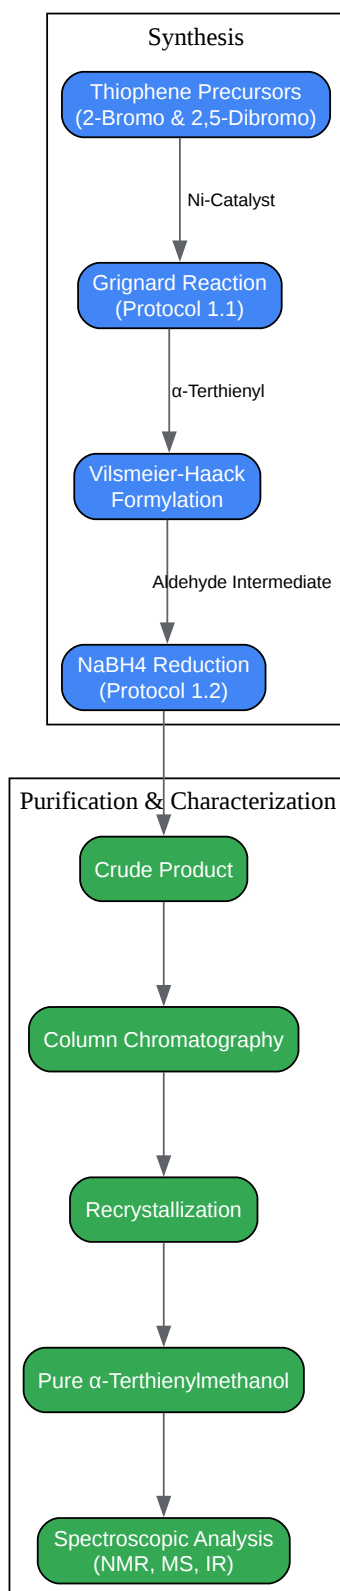 Synthesis
Thiophene Precursors
(2-Bromo & 2,5-Dibromo)
Ni-Catalyst
Grignard Reaction
(Protocol 1.1)
α-Terthienyl
Vilsmeier-Haack
Formylation
Aldehyde Intermediate
NaBH4 Reduction
(Protocol 1.2)
Purification & Characterization
Crude Product
Column Chromatography
Recrystallization
Pure α-Terthienylmethanol
Spectroscopic Analysis
(NMR, MS, IR)